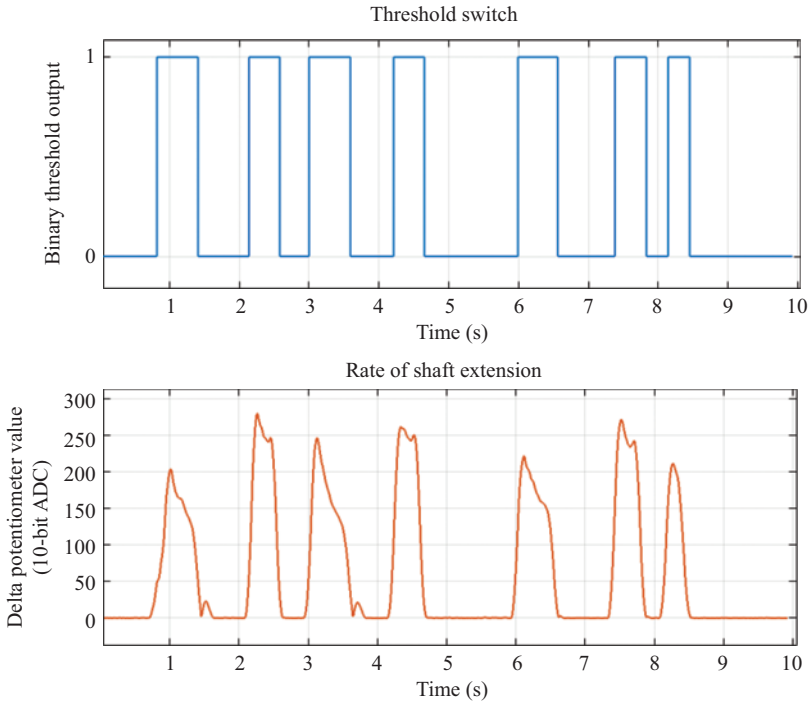 Threshold switch
Binary threshold output
1
0
1 2 3 4 5 6 7 8 9 10
Time (s)
Rate of shaft extension
Delta potentiometer value
(10-bit ADC)
300
250
200
150
100
50
0
1 2 3 4 5 6 7 8 9 10
Time (s)